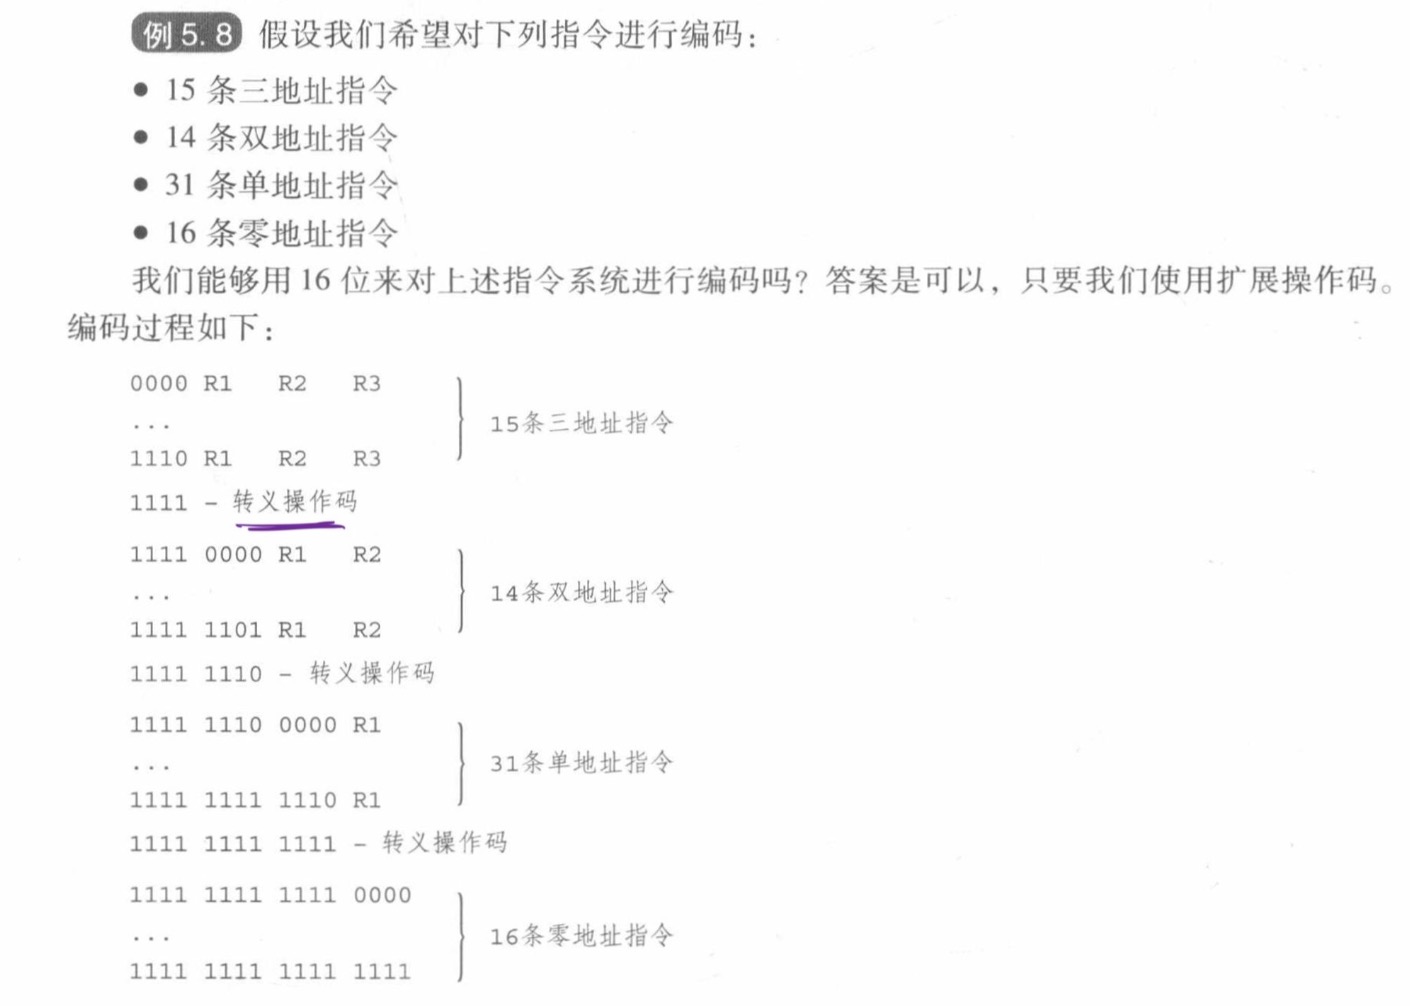 例 5.8 假设我们希望对下列指令进行编码：
● 15 条三地址指令
● 14 条双地址指令
● 31 条单地址指令
● 16 条零地址指令
我们能够用 16 位来对上述指令系统进行编码吗？答案是可以，只要我们使用扩展操作码。
编码过程如下：
0000 R1 R2 R3
...
15条三地址指令
1110 R1 R2 R3
1111 – 转义操作码
1111 0000 R1 R2
...
14条双地址指令
1111 1101 R1 R2
1111 1110 – 转义操作码
1111 1110 0000 R1
...
31条单地址指令
1111 1111 1110 R1
1111 1111 1111 – 转义操作码
1111 1111 1111 0000
...
16条零地址指令
1111 1111 1111 1111